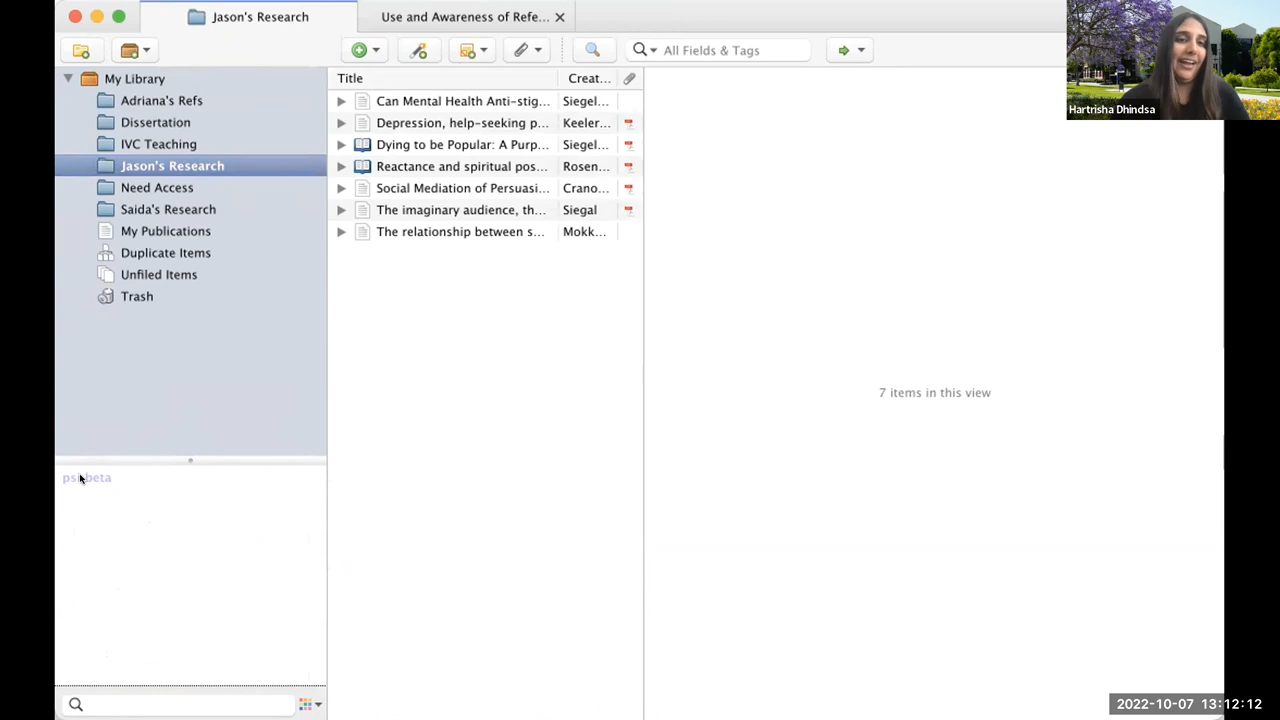 Jason's Research
Use and Awareness of Refe...
All Fields & Tags
Hartrisha Dhindsa
My Library
Adriana's Refs
Dissertation
IVC Teaching
Jason's Research
Need Access
Saida's Research
My Publications
Duplicate Items
Unfiled Items
Trash
Title Creat...
Can Mental Health Anti-stig... Siegel...
Depression, help-seeking p... Keeler...
Dying to be Popular: A Purp... Siegel...
Reactance and spiritual pos... Rosen...
Social Mediation of Persuasi... Crano...
The imaginary audience, th... Siegal
The relationship between s... Mokk...
7 items in this view
beta
2022-10-07 13:12:12